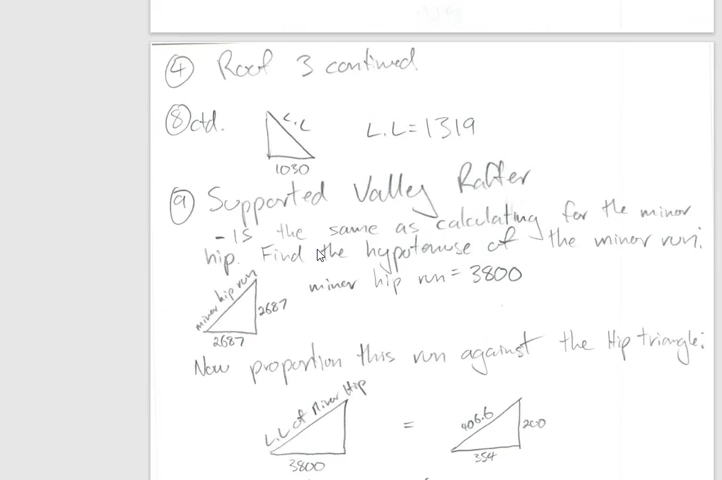 ④ Roof 3 continued
⑧ctd.
L.L
L.L = 1319
1030
⑨ Supported Valley Rafter
- Is the same as calculating for the minor
hip. Find the hypotenuse of the minor run:
minor hip run = 3800
minor hip run
2687
2687
Now proportion this run against the Hip triangle:
L.L of Minor Hip
3800
=
406.6
200
354